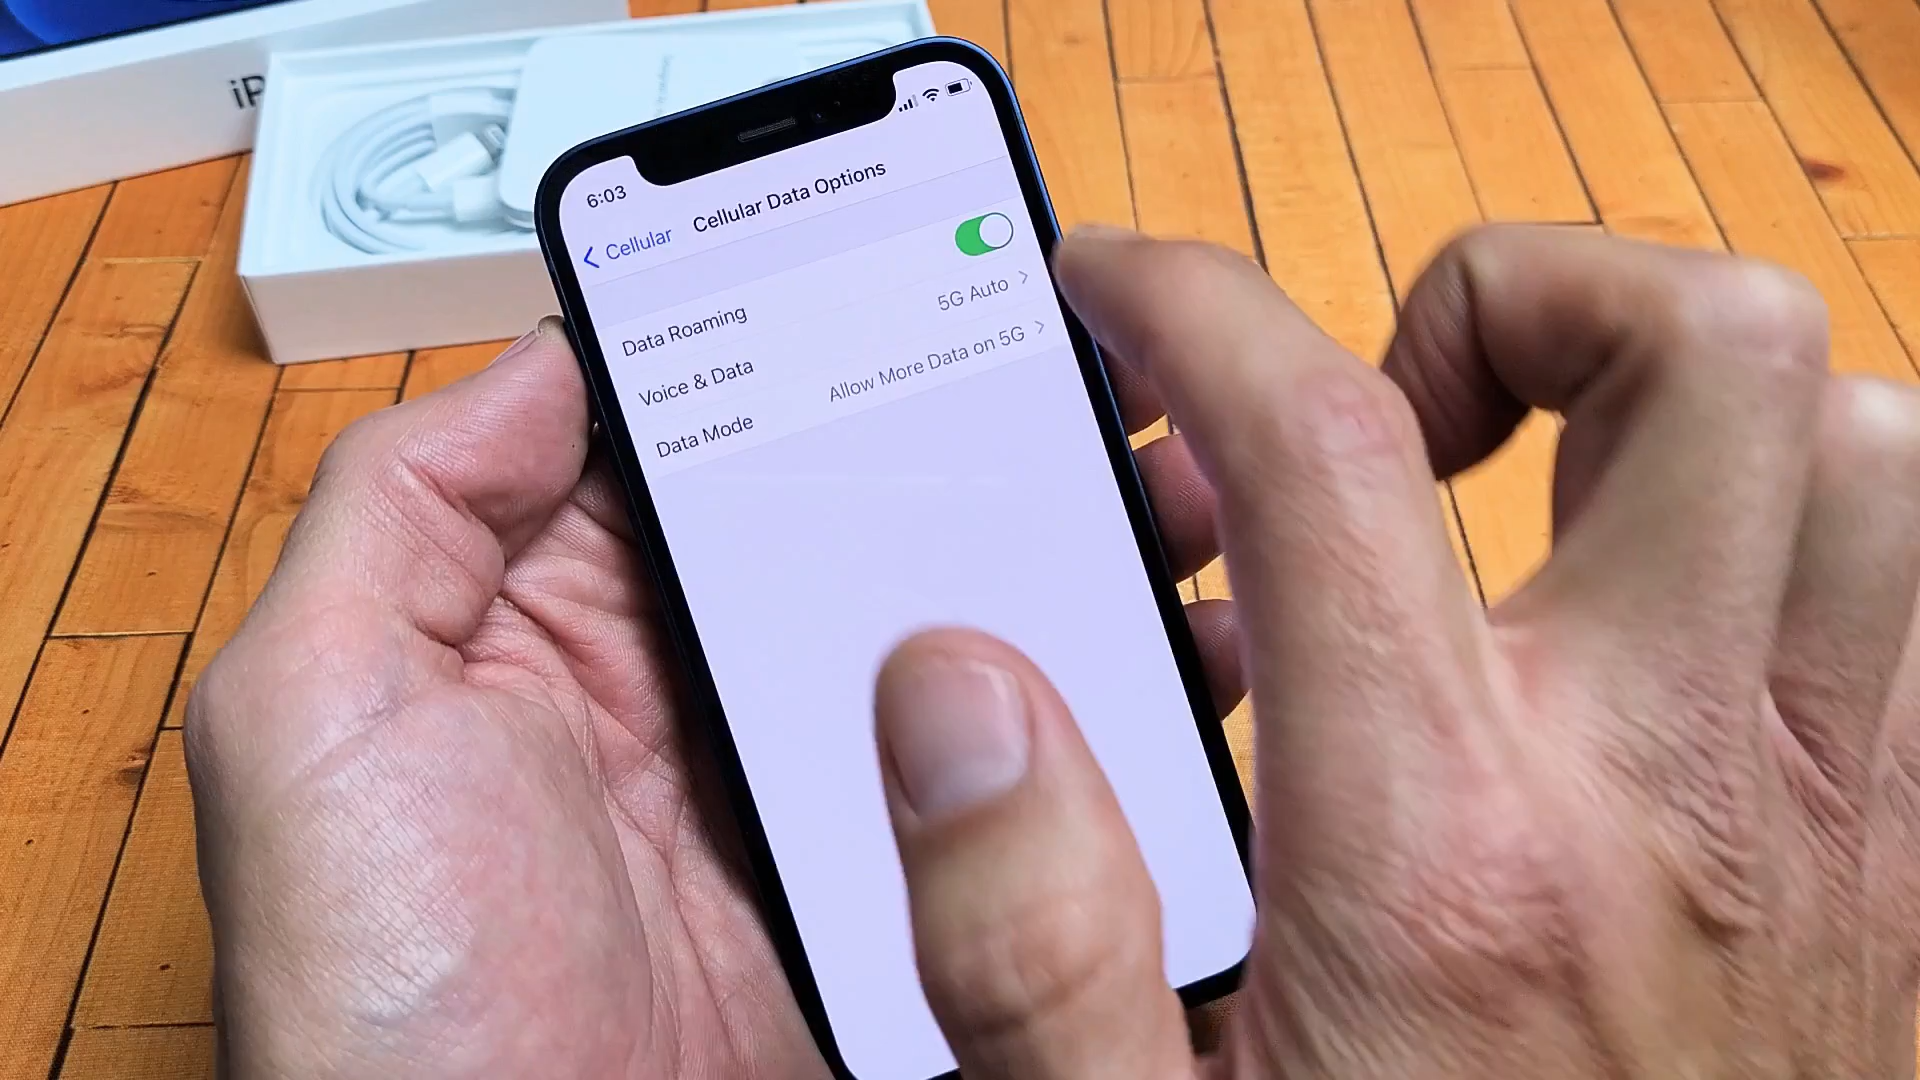 iP
6:03
Cellular
Cellular Data Options
Data Roaming
Voice & Data
5G Auto
Data Mode
Allow More Data on 5G